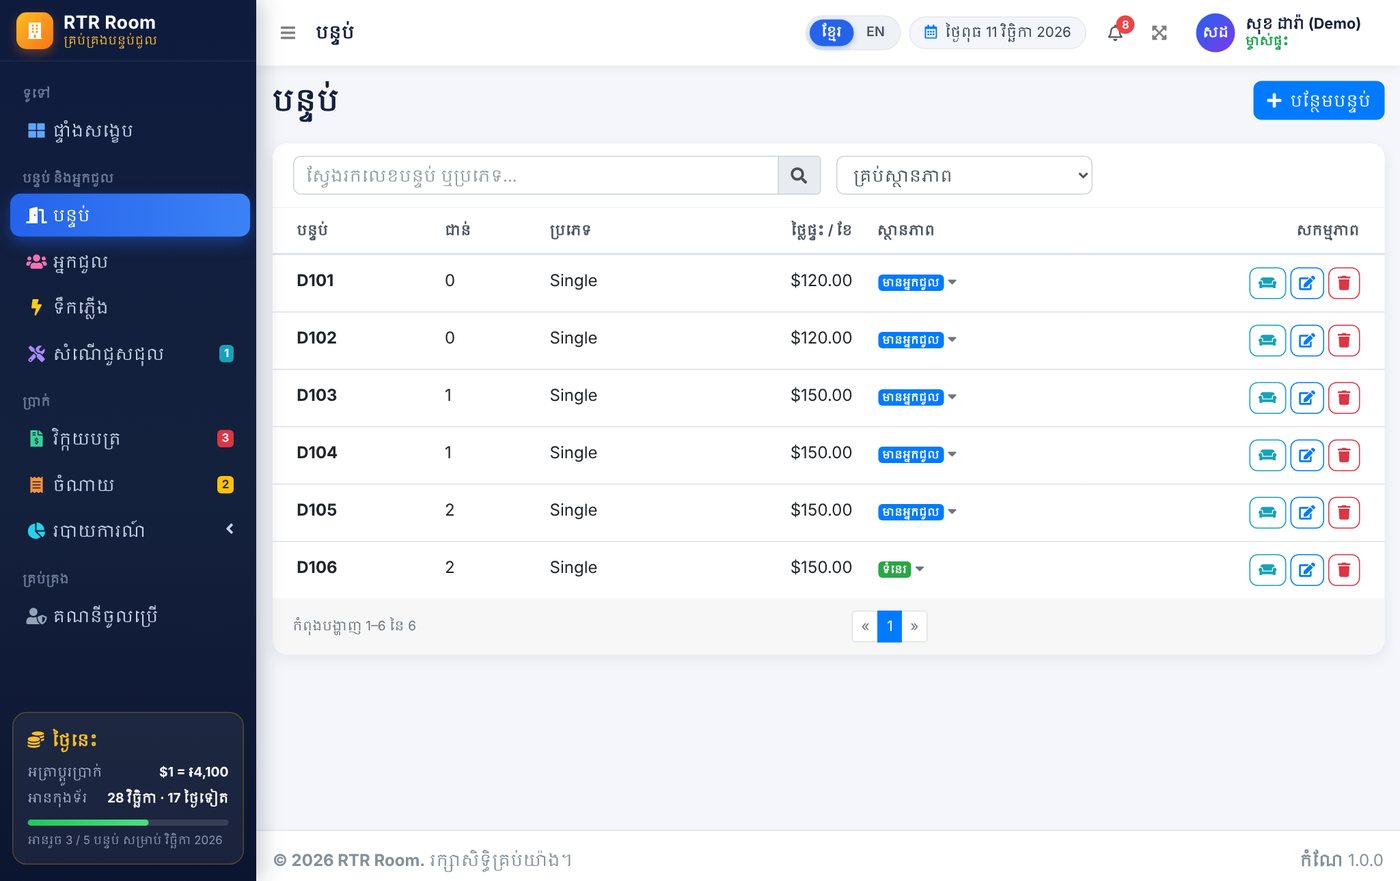 RTR Room
គ្រប់គ្រងបន្ទប់ជួល
ទូទៅ
ផ្ទាំងសង្ខេប
បន្ទប់ និងអ្នកជួល
បន្ទប់
អ្នកជួល
ទឹកភ្លើង
សំណើជួសជុល 1
ប្រាក់
វិក្កយបត្រ 3
ចំណាយ 2
របាយការណ៍
គ្រប់គ្រង
គណនីចូលប្រើ
ថ្ងៃនេះ
អត្រាប្តូរប្រាក់ $1 = ៛4,100
អានកុងទ័រ 28 វិច្ឆិកា · 17 ថ្ងៃទៀត
អានរួច 3 / 5 បន្ទប់ សម្រាប់ វិច្ឆិកា 2026
បន្ទប់
ខ្មែរ EN
ថ្ងៃពុធ 11 វិច្ឆិកា 2026
8
សដ
សុខ ដារ៉ា (Demo)
ម្ចាស់ផ្ទះ
បន្ទប់
បន្ថែមបន្ទប់
ស្វែងរកលេខបន្ទប់ ឬប្រភេទ...
គ្រប់ស្ថានភាព
បន្ទប់ ជាន់ ប្រភេទ ថ្លៃផ្ទះ / ខែ ស្ថានភាព សកម្មភាព
D101 0 Single $120.00 មានអ្នកជួល
D102 0 Single $120.00 មានអ្នកជួល
D103 1 Single $150.00 មានអ្នកជួល
D104 1 Single $150.00 មានអ្នកជួល
D105 2 Single $150.00 មានអ្នកជួល
D106 2 Single $150.00 ទំនេរ
កំពុងបង្ហាញ 1–6 នៃ 6
« 1 »
© 2026 RTR Room. រក្សាសិទ្ធិគ្រប់យ៉ាង។
កំណែ 1.0.0